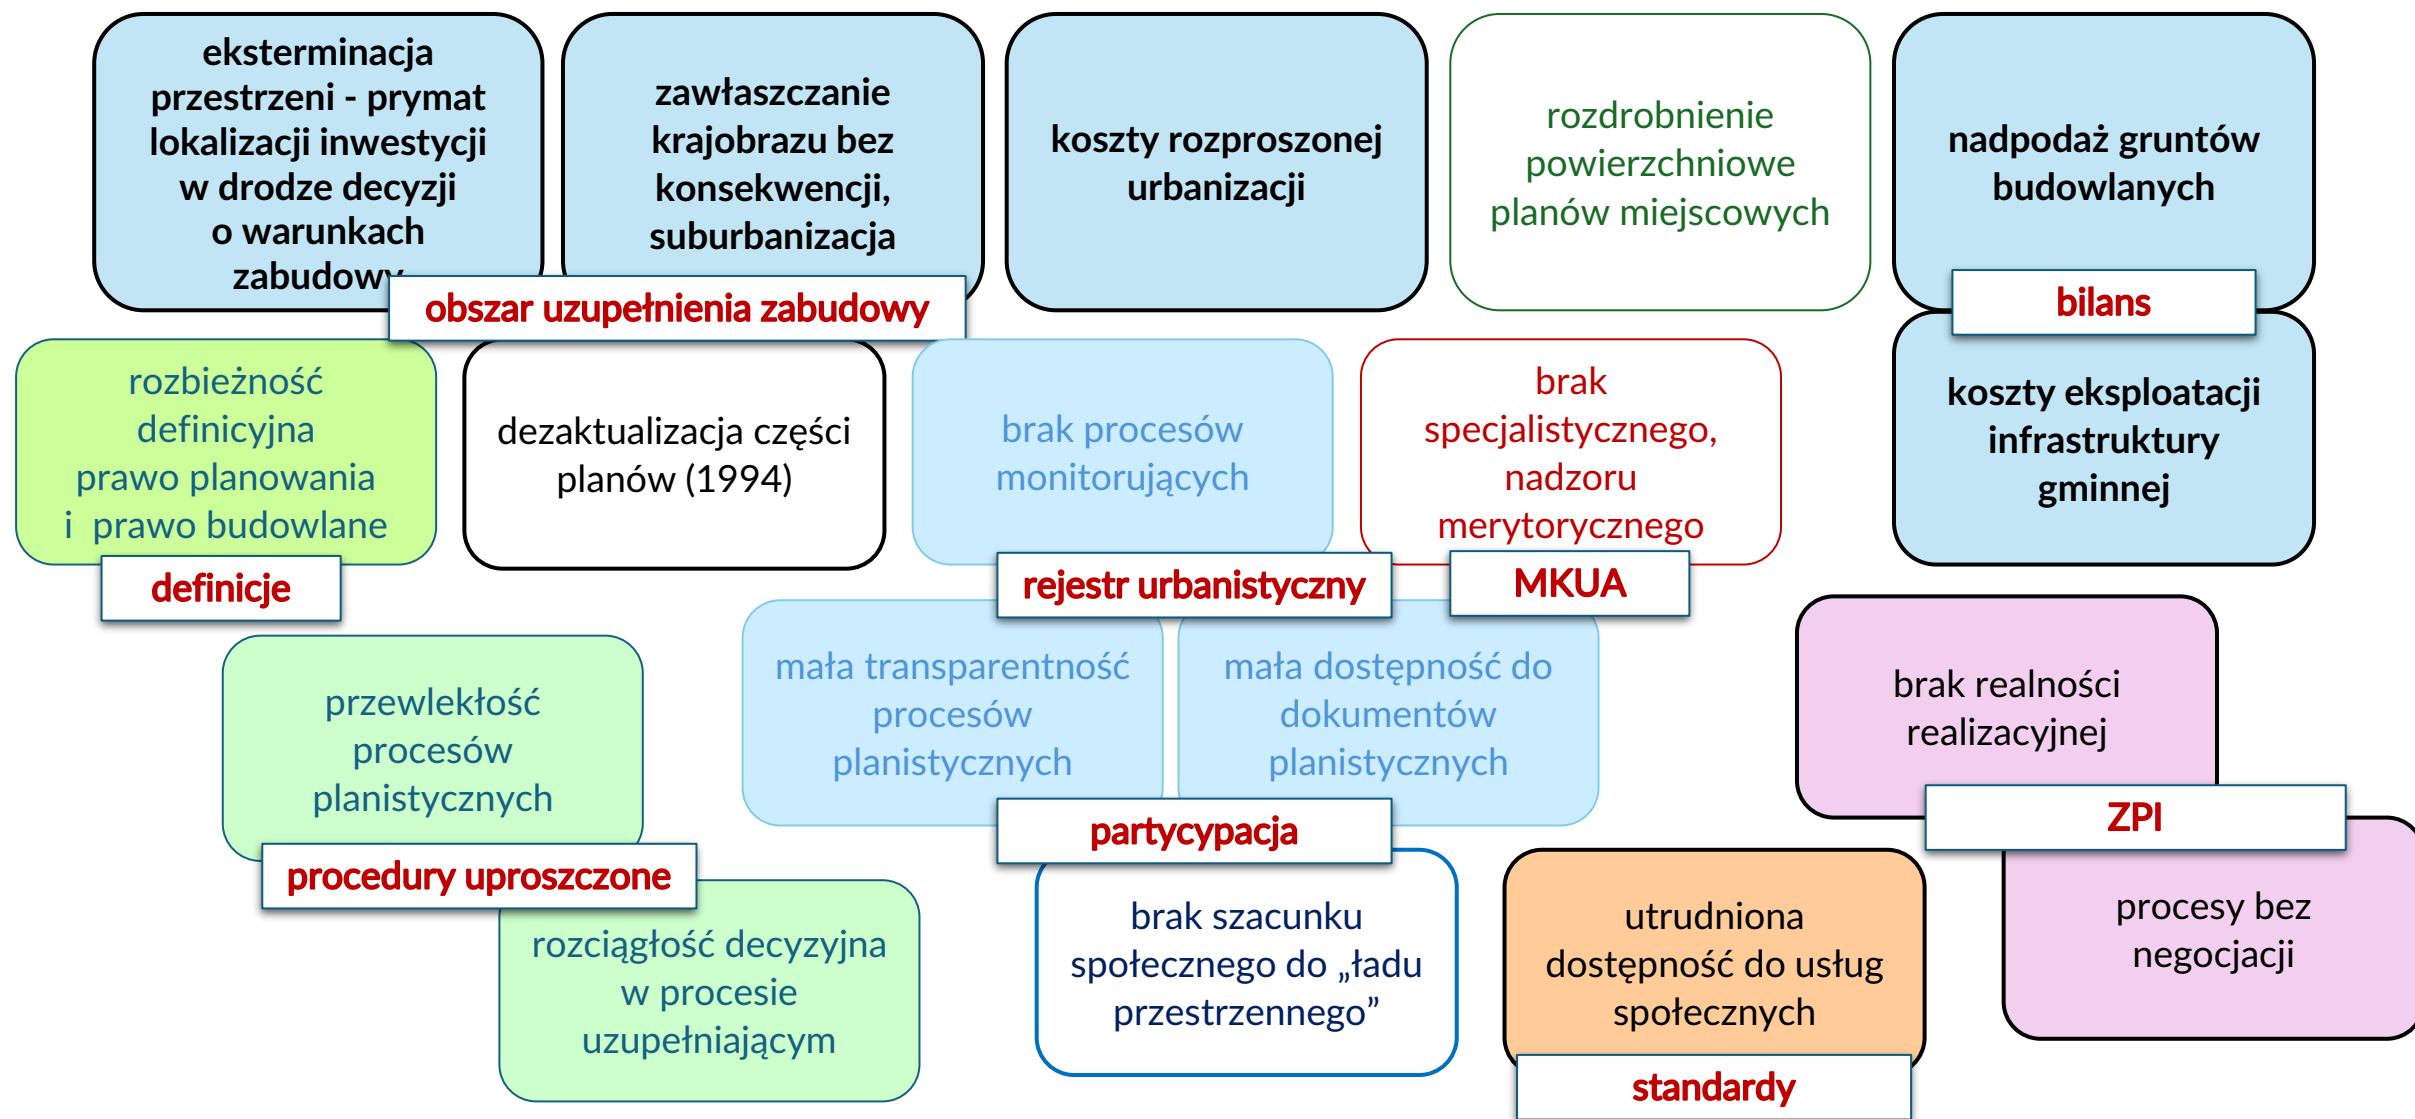 eksterminacja
przestrzeni - prymat
lokalizacji inwestycji
w drodze decyzji
o warunkach
zabudowy
zawłaszczanie
krajobrazu bez
konsekwencji,
suburbanizacja
obszar uzupełnienia zabudowy
koszty rozproszonej
urbanizacji
rozdrobnienie
powierzchniowe
planów miejscowych
nadpodaż gruntów
budowlanych
bilans
koszty eksploatacji
infrastruktury
gminnej
rozbieżność
definicyjna
prawo planowania
i prawo budowlane
definicje
dezaktualizacja części
planów (1994)
brak procesów
monitorujących
rejestr urbanistyczny
brak
specjalistycznego,
nadzoru
merytorycznego
MKUA
przewlekłość
procesów
planistycznych
procedury uproszczone
rozciągłość decyzyjna
w procesie
uzupełniającym
mała transparentność
procesów
planistycznych
mała dostępność do
dokumentów
planistycznych
partycypacja
brak szacunku
społecznego do „ładu
przestrzennego”
brak realności
realizacyjnej
ZPI
procesy bez
negocjacji
utrudniona
dostępność do usług
społecznych
standardy